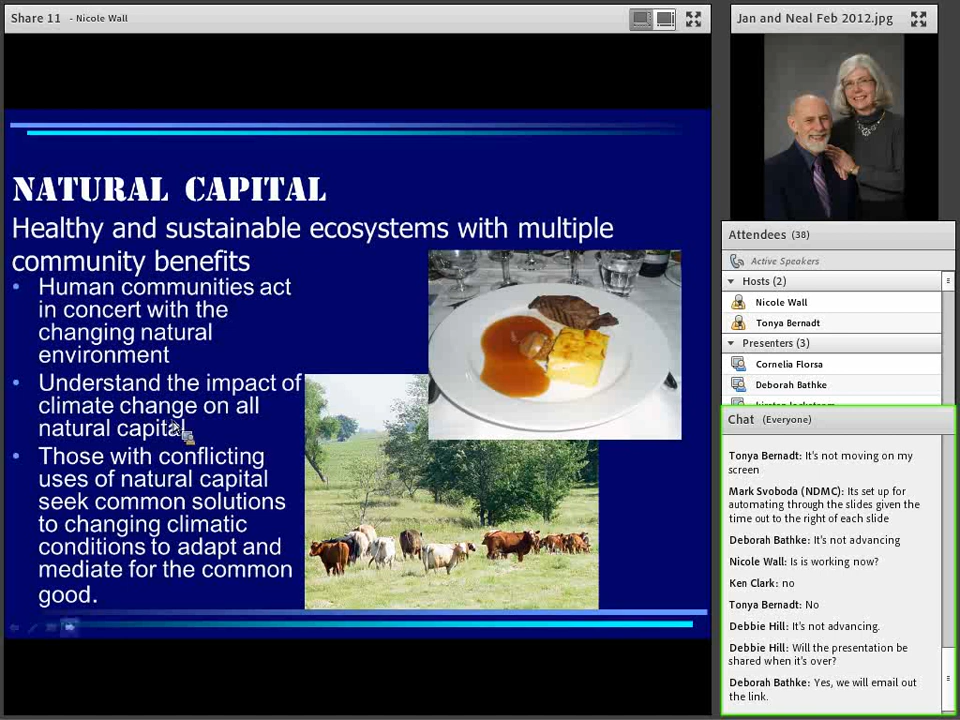 Share 11 - Nicole Wall
NATURAL CAPITAL
Healthy and sustainable ecosystems with multiple
community benefits
• Human communities act
in concert with the
changing natural
environment
• Understand the impact of
climate change on all
natural capital
• Those with conflicting
uses of natural capital
seek common solutions
to changing climatic
conditions to adapt and
mediate for the common
good.
Jan and Neal Feb 2012.jpg
Attendees (38)
Active Speakers
Hosts (2)
Nicole Wall
Tonya Bernadt
Presenters (3)
Cornelia Florsa
Deborah Bathke
Chat (Everyone)
Tonya Bernadt: It's not moving on my
screen
Mark Svoboda (NDMC): Its set up for
automating through the slides given the
time out to the right of each slide
Deborah Bathke: It's not advancing
Nicole Wall: Is is working now?
Ken Clark: no
Tonya Bernadt: No
Debbie Hill: It's not advancing.
Debbie Hill: Will the presentation be
shared when it's over?
Deborah Bathke: Yes, we will email out
the link.